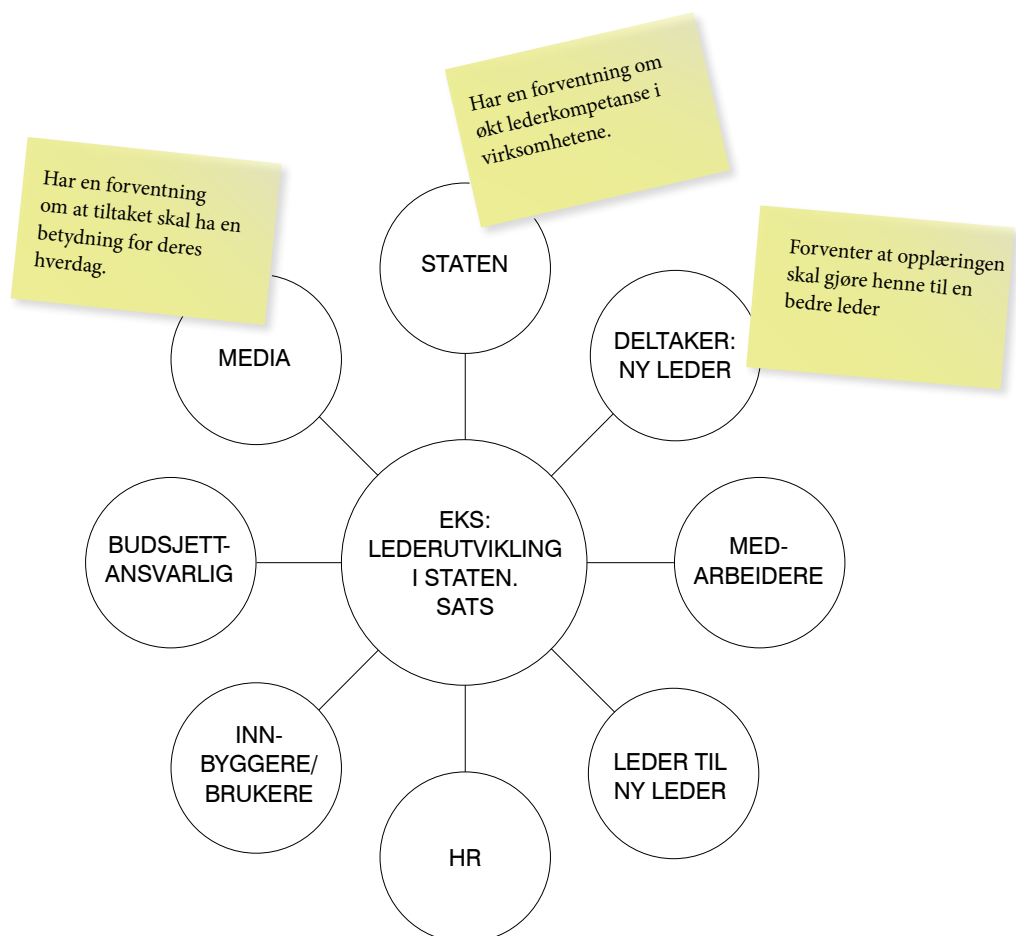 Har en forventning om
økt lederkompetanse i
virksomhetene.
Har en forventning
om at tiltaket skal ha en
betydning for deres
hverdag.
Forventer at opplæringen
skal gjøre henne til en
bedre leder
STATEN
MEDIA
DELTAKER:
NY LEDER
BUDSJETT-
ANSVARLIG
EKS:
LEDERUTVIKLING
I STATEN.
SATS
MED-
ARBEIDERE
INN-
BYGGERE/
BRUKERE
LEDER TIL
NY LEDER
HR